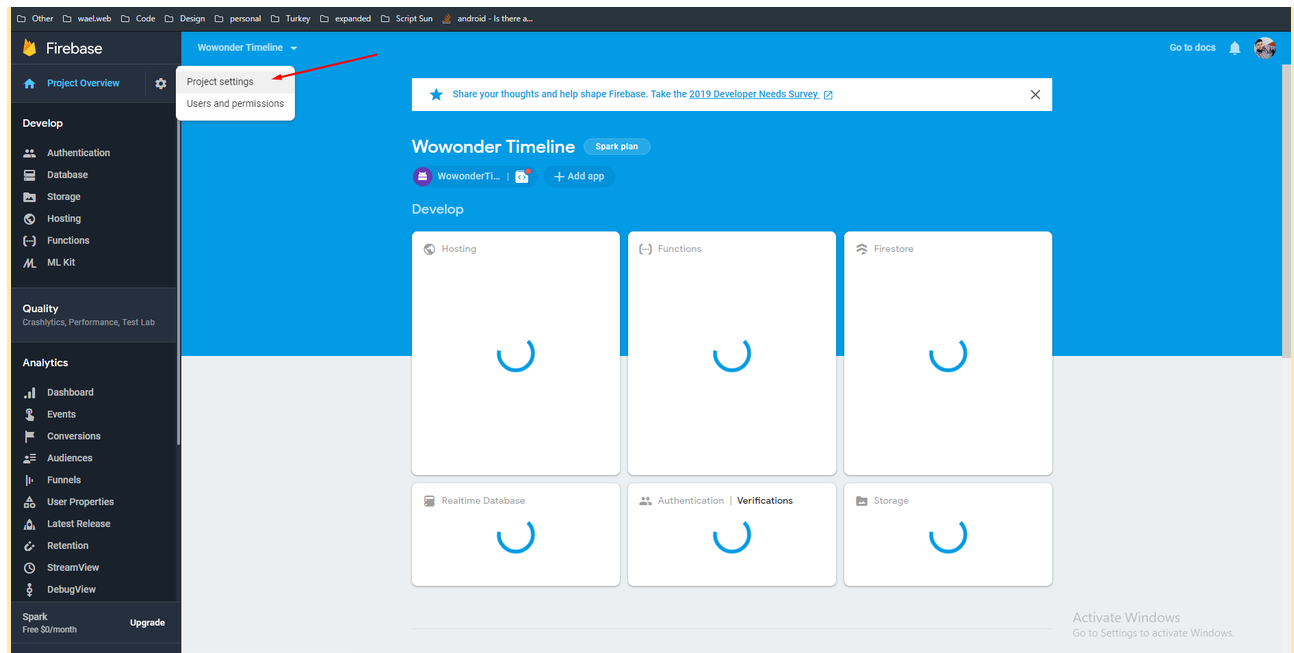 Other wael.web Code Design personal Turkey expanded Script Sun android - Is there a...
Firebase
Wowonder Timeline
Go to docs
Project Overview
Project settings
Users and permissions
Share your thoughts and help shape Firebase. Take the 2019 Developer Needs Survey
Develop
Authentication
Database
Storage
Hosting
Functions
ML Kit
Quality
Crashlytics, Performance, Test Lab
Analytics
Dashboard
Events
Conversions
Audiences
Funnels
User Properties
Latest Release
Retention
StreamView
DebugView
Spark
Free $0/month
Upgrade
Wowonder Timeline Spark plan
WowonderTi... | + Add app
Develop
Hosting
Functions
Firestore
Realtime Database
Authentication | Verifications
Storage
Activate Windows
Go to Settings to activate Windows.